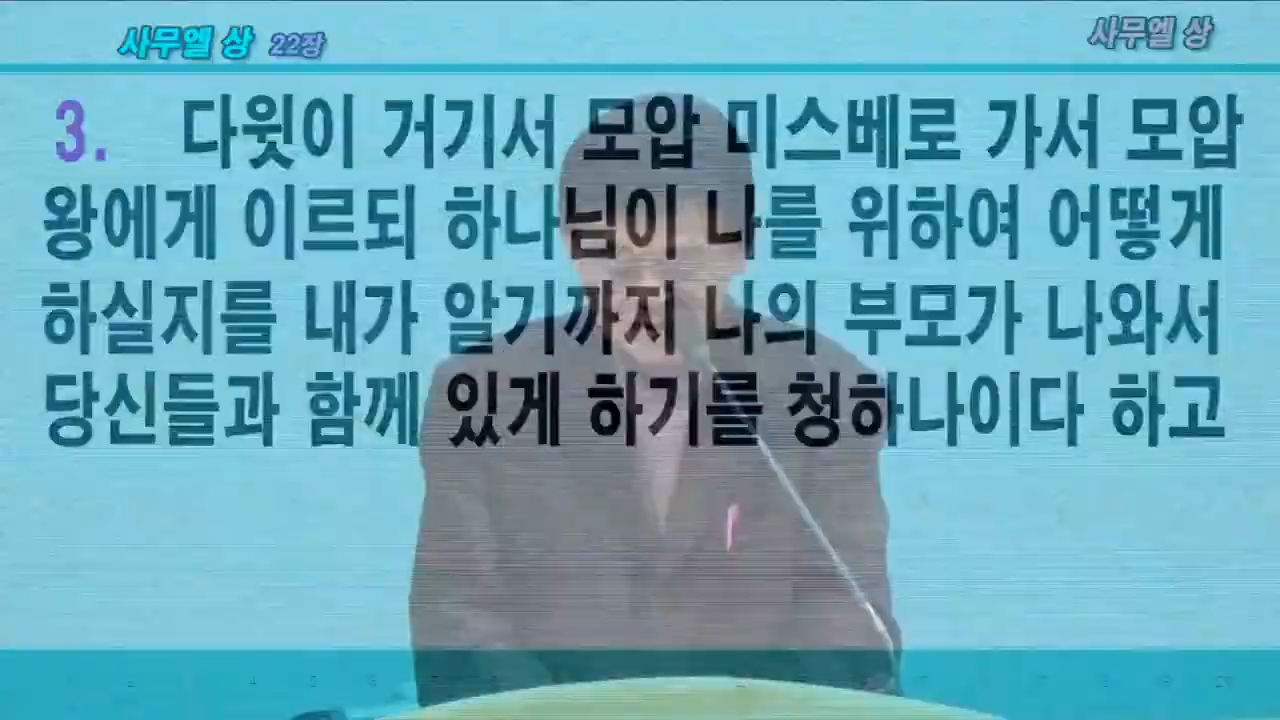 사무엘 상 22장
사무엘 상
3. 다윗이 거기서 모압 미스베로 가서 모압
왕에게 이르되 하나님이 나를 위하여 어떻게
하실지를 내가 알기까지 나의 부모가 나와서
당신들과 함께 있게 하기를 청하나이다 하고